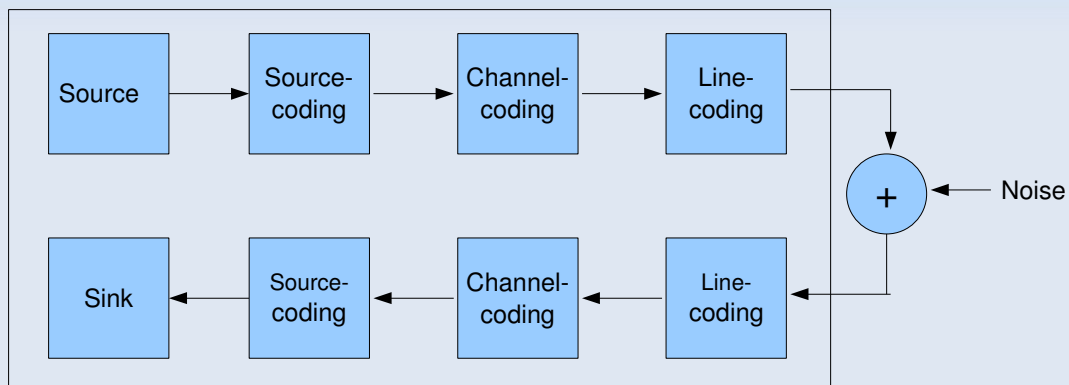 Source
Source-
coding
Channel-
coding
Line-
coding
+
Noise
Sink
Source-
coding
Channel-
coding
Line-
coding